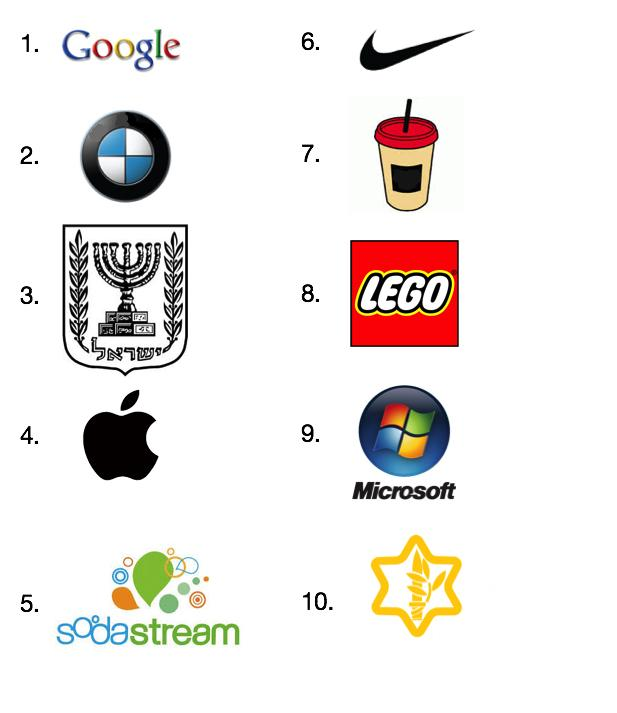 1.
Google
2.
3.
ישראל
4.
5.
sodastream
6.
7.
8.
LEGO
9.
Microsoft
10.